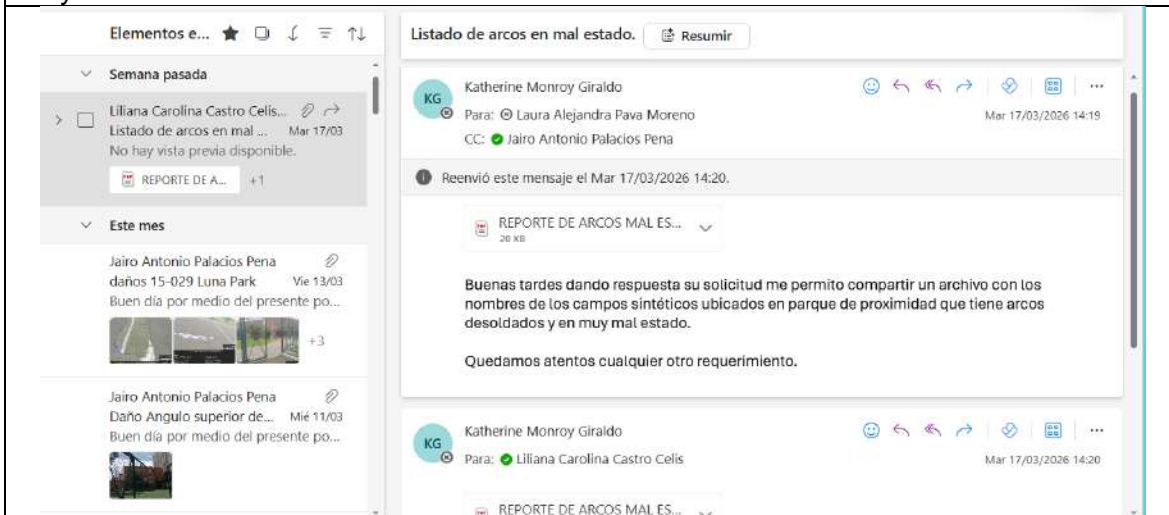 Elementos e...
Semana pasada
Liliana Carolina Castro Celis...
Listado de arcos en mal ... Mar 17/03
No hay vista previa disponible.
REPORTE DE A... +1
Este mes
Jairo Antonio Palacios Pena
daños 15-029 Luna Park Vie 13/03
Buen día por medio del presente po...
+3
Jairo Antonio Palacios Pena
Daño Angulo superior de... Mié 11/03
Buen día por medio del presente po...
Listado de arcos en mal estado. Resumir
KG
Katherine Monroy Giraldo
Para: Laura Alejandra Pava Moreno Mar 17/03/2026 14:19
CC: Jairo Antonio Palacios Pena
Reenvió este mensaje el Mar 17/03/2026 14:20.
REPORTE DE ARCOS MAL ES...
20 KB
Buenas tardes dando respuesta su solicitud me permito compartir un archivo con los
nombres de los campos sintéticos ubicados en parque de proximidad que tiene arcos
desoldados y en muy mal estado.
Quedamos atentos cualquier otro requerimiento.
KG
Katherine Monroy Giraldo
Para: Liliana Carolina Castro Celis Mar 17/03/2026 14:20
REPORTE DE ARCOS MAL ES...